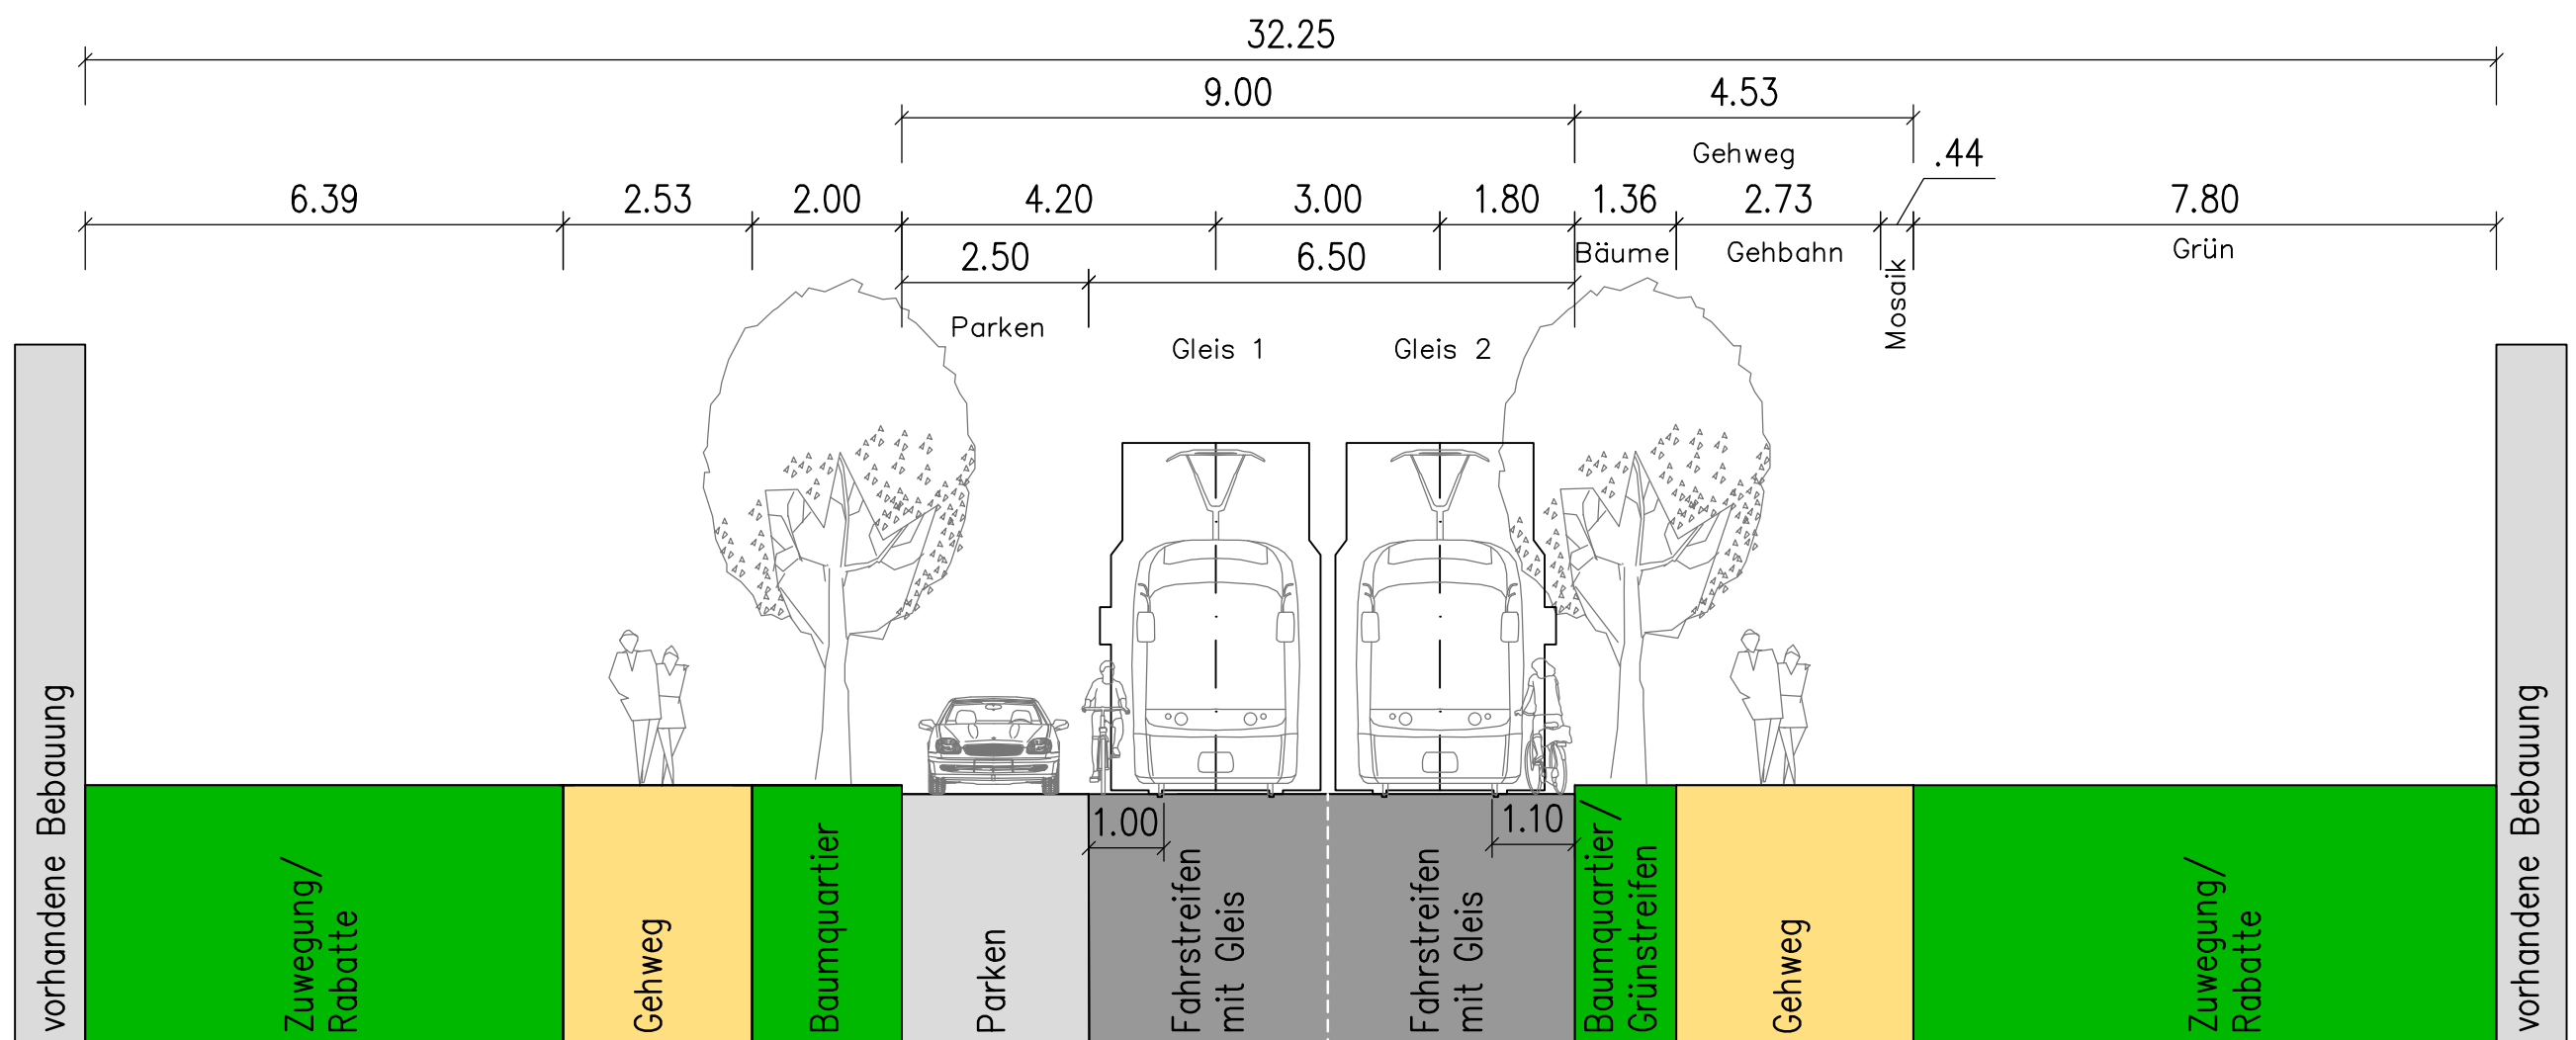 32.25
9.00
4.53
Gehweg
.44
6.39
2.53
2.00
4.20
3.00
1.80
1.36
2.73
7.80
2.50
6.50
Bäume
Gehbahn
Mosaik
Grün
Parken
Gleis 1
Gleis 2
1.00
1.10
vorhandene Bebauung
Zuwegung/
Rabatte
Gehweg
Baumquartier
Parken
Fahrstreifen
mit Gleis
Fahrstreifen
mit Gleis
Baumquartier/
Grünstreifen
Gehweg
Zuwegung/
Rabatte
vorhandene Bebauung